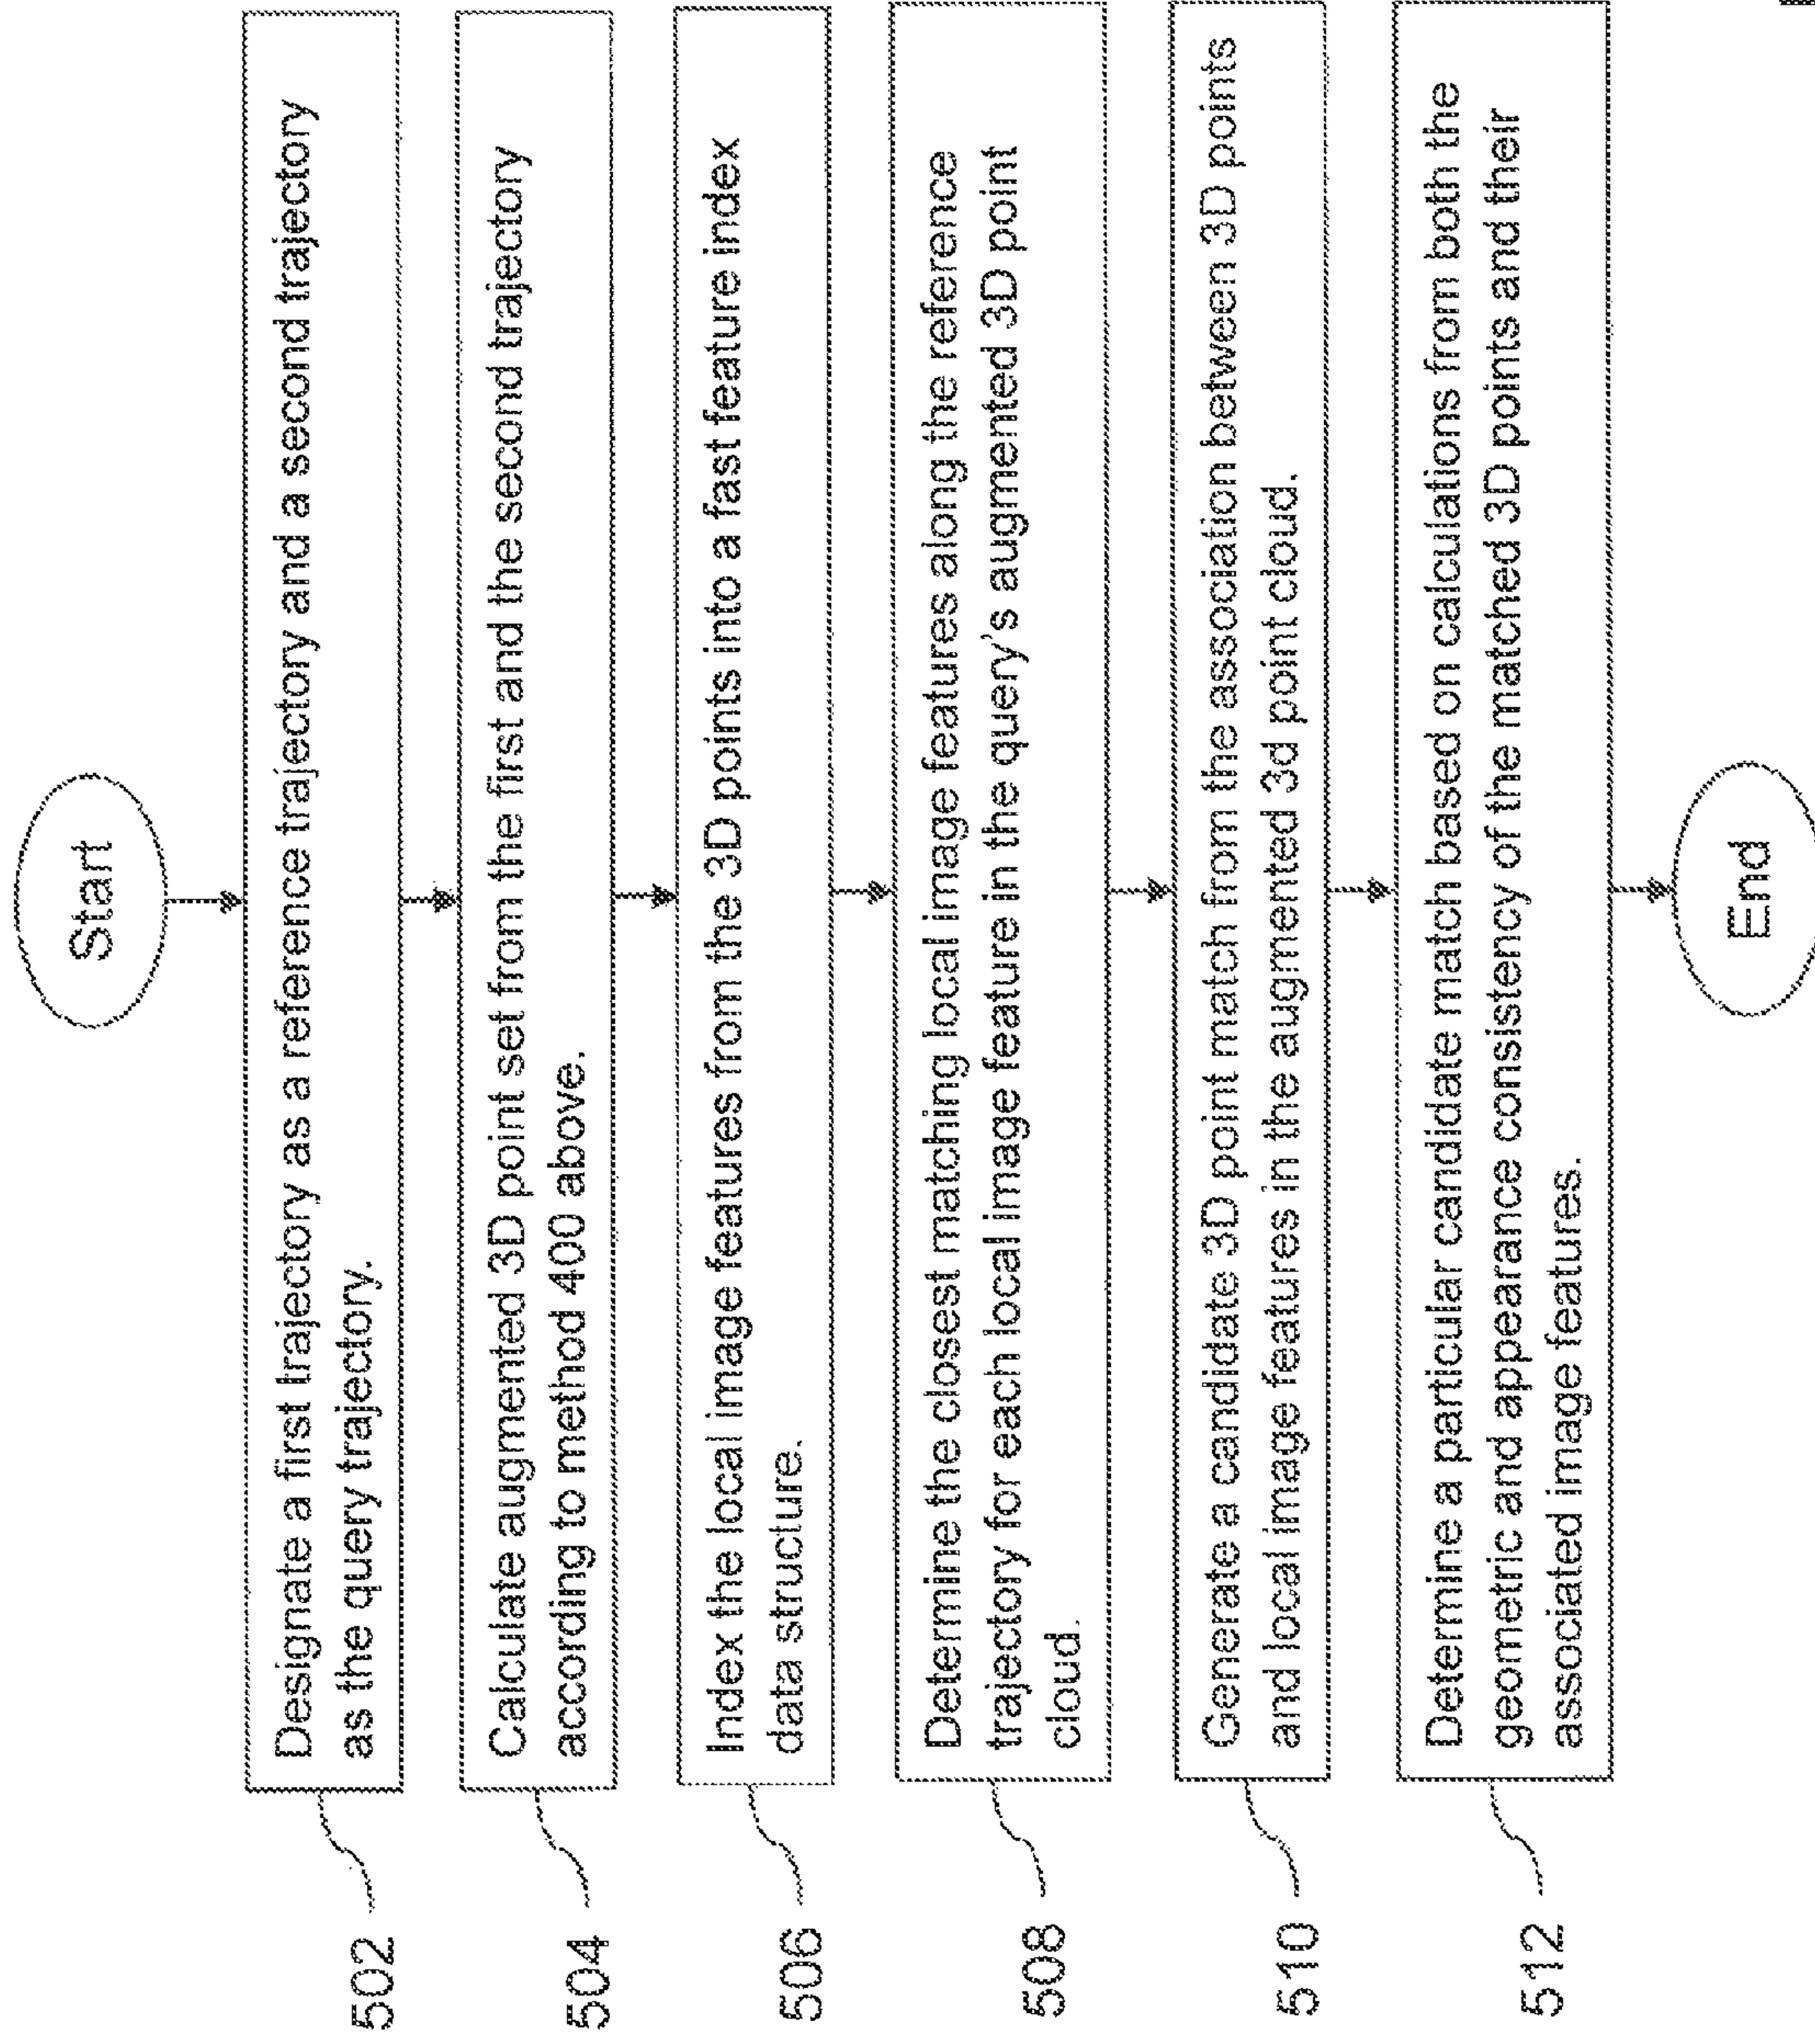 Start
502
Designate a first trajectory as a reference trajectory and a second trajectory
as the query trajectory.
504
Calculate augmented 3D point set from the first and the second trajectory
according to method 400 above.
506
Index the local image features from the 3D points into a fast feature index
data structure.
508
Determine the closest matching local image features along the reference
trajectory for each local image feature in the query's augmented 3D point
cloud.
510
Generate a candidate 3D point match from the association between 3D points
and local image features in the augmented 3d point cloud.
512
Determine a particular candidate match based on calculations from both the
geometric and appearance consistency of the matched 3D points and their
associated image features.
End